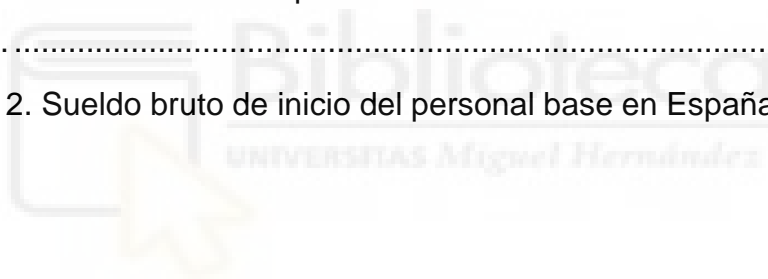 . ................................................................................
2. Sueldo bruto de inicio del personal base en España
Biblioteca
UNIVERSITAS Miguel Hernández